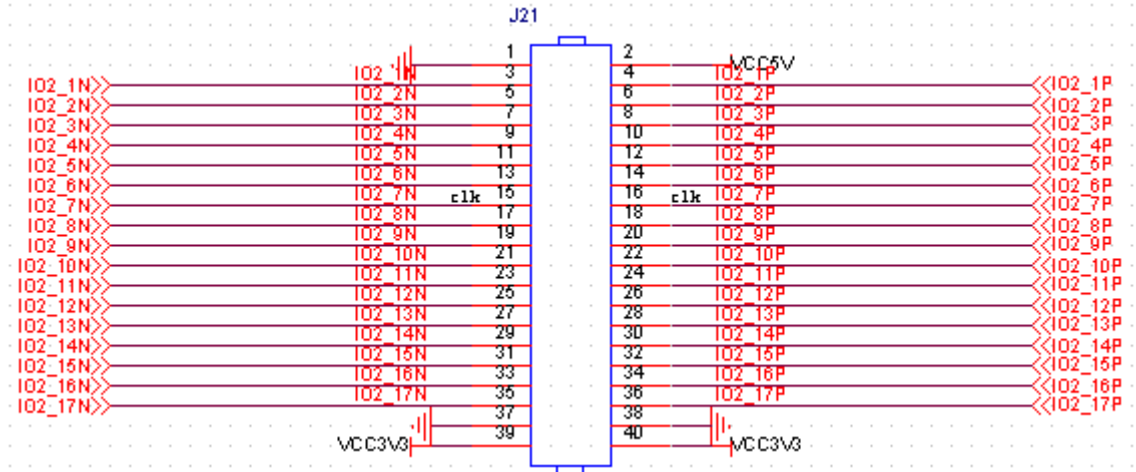 J21
1 2
VCC5V
IO2_1N 3 4 IO2_1P
IO2_1N IO2_1P
IO2_2N 5 6 IO2_2P
IO2_2N IO2_2P
IO2_3N 7 8 IO2_3P
IO2_3N IO2_3P
IO2_4N 9 10 IO2_4P
IO2_4N IO2_4P
IO2_5N 11 12 IO2_5P
IO2_5N IO2_5P
IO2_6N 13 14 IO2_6P
IO2_6N IO2_6P
IO2_7N clk 15 16 clk IO2_7P
IO2_7N IO2_7P
IO2_8N 17 18 IO2_8P
IO2_8N IO2_8P
IO2_9N 19 20 IO2_9P
IO2_9N IO2_9P
IO2_10N 21 22 IO2_10P
IO2_10N IO2_10P
IO2_11N 23 24 IO2_11P
IO2_11N IO2_11P
IO2_12N 25 26 IO2_12P
IO2_12N IO2_12P
IO2_13N 27 28 IO2_13P
IO2_13N IO2_13P
IO2_14N 29 30 IO2_14P
IO2_14N IO2_14P
IO2_15N 31 32 IO2_15P
IO2_15N IO2_15P
IO2_16N 33 34 IO2_16P
IO2_16N IO2_16P
IO2_17N 35 36 IO2_17P
IO2_17N IO2_17P
37 38
VCC3V3 39 40 VCC3V3